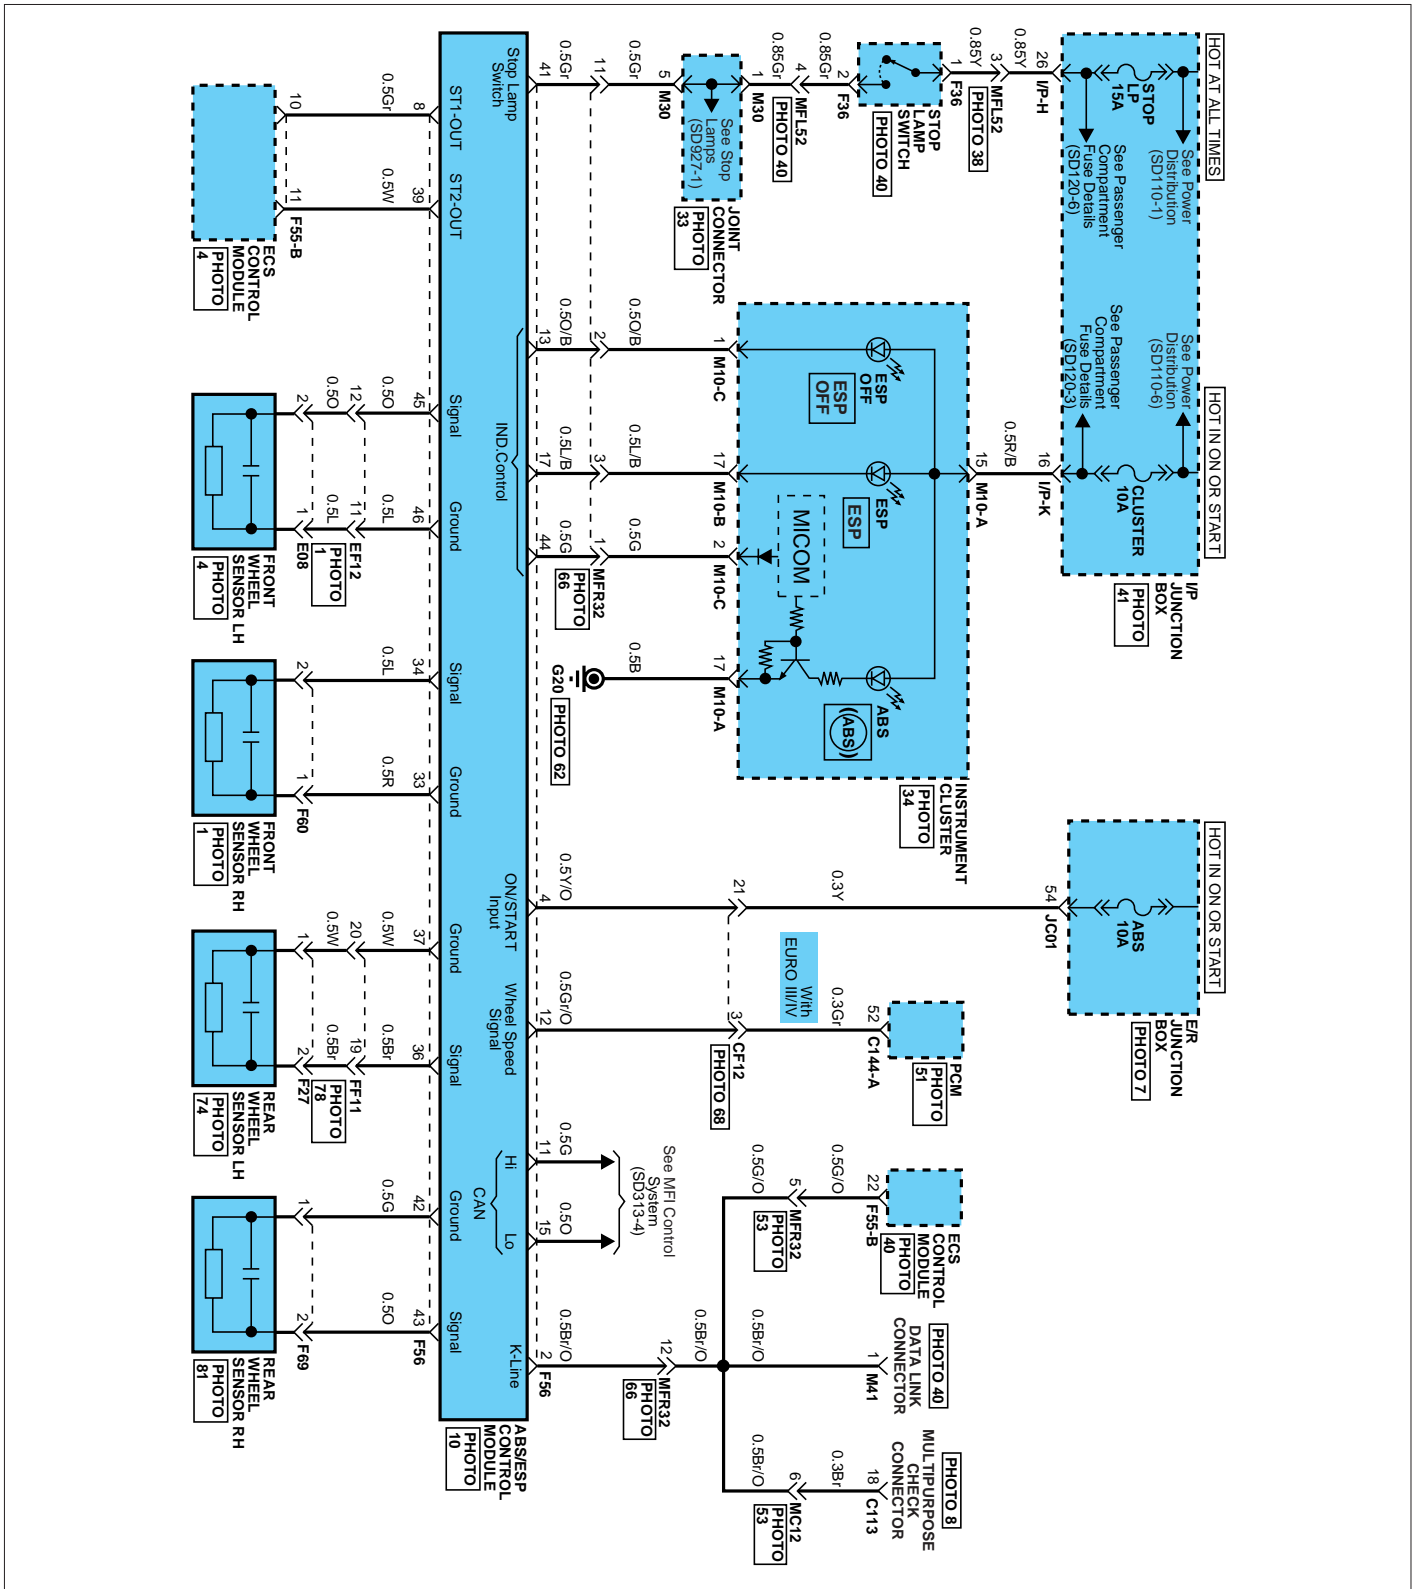 HOT AT ALL TIMES
HOT IN ON OR START
HOT IN ON OR START
See Power
Distribution
(SD110-1)
STOP
LP
15A
See Passenger
Compartment
Fuse Details
(SD120-6)
See Power
Distribution
(SD110-6)
CLUSTER
10A
See Passenger
Compartment
Fuse Details
(SD120-3)
I/P
JUNCTION
BOX
PHOTO
41
ABS
10A
E/R
JUNCTION
BOX
PHOTO 7
26 I/P-H
0.85Y
3 MFL52
PHOTO 38
0.85Y
1 F36
STOP
LAMP
SWITCH
PHOTO 40
2 F36
0.85Gr
4 MFL52
PHOTO 40
0.85Gr
1 M30
See Stop
Lamps
(SD927-1)
JOINT
CONNECTOR
PHOTO
33
5 M30
0.5Gr
11
0.5Gr
41
16 I/P-K
0.5R/B
15 M10-A
ESP
OFF
ESP
OFF
ESP
ESP
MICOM
ABS
((ABS))
INSTRUMENT
CLUSTER
PHOTO
34
1 M10-C
17 M10-B
2 M10-C
17 M10-A
0.5O/B
0.5L/B
0.5G
0.5B
2
3
1 MFR32
PHOTO
66
G20
PHOTO 62
0.5O/B
0.5L/B
0.5G
13
17
44
54 JC01
0.3Y
21
0.5Y/O
4
With
EURO III/IV
PCM
PHOTO
51
52 C144-A
0.3Gr
3 CF12
PHOTO 68
0.5Gr/O
12
See MFI Control
System
(SD313-4)
0.5G
11
0.5O
15
ECS
CONTROL
MODULE
PHOTO
40
22 F55-B
0.5G/O
5 MFR32
PHOTO
53
0.5G/O
PHOTO 40
DATA LINK
CONNECTOR
1 M41
0.5Br/O
PHOTO 8
MULTIPURPOSE
CHECK
CONNECTOR
18 C113
0.3Br
6 MC12
PHOTO
53
0.5Br/O
0.5Br/O
12 MFR32
PHOTO
66
0.5Br/O
2 F56
Stop Lamp
Switch
IND.Control
ON/START
Input
Wheel Speed
Signal
Hi
Lo
CAN
K-Line
ABS/ESP
CONTROL
MODULE
PHOTO
10
ST1-OUT
ST2-OUT
Signal
Ground
Signal
Ground
Ground
Signal
Ground
Signal
8
39
45
46
34
33
37
36
42
43 F56
0.5Gr
0.5W
10
11 F55-B
ECS
CONTROL
MODULE
PHOTO
4
0.5O
0.5L
12
11 EF12
PHOTO
1
0.5O
0.5L
2
1 E08
FRONT
WHEEL
SENSOR LH
PHOTO
4
0.5L
0.5R
2
1 F60
FRONT
WHEEL
SENSOR RH
PHOTO
1
0.5W
0.5Br
20
19 FF11
PHOTO
78
0.5W
0.5Br
1
2 F27
REAR
WHEEL
SENSOR LH
PHOTO
74
0.5G
0.5O
1
2 F69
REAR
WHEEL
SENSOR RH
PHOTO
81